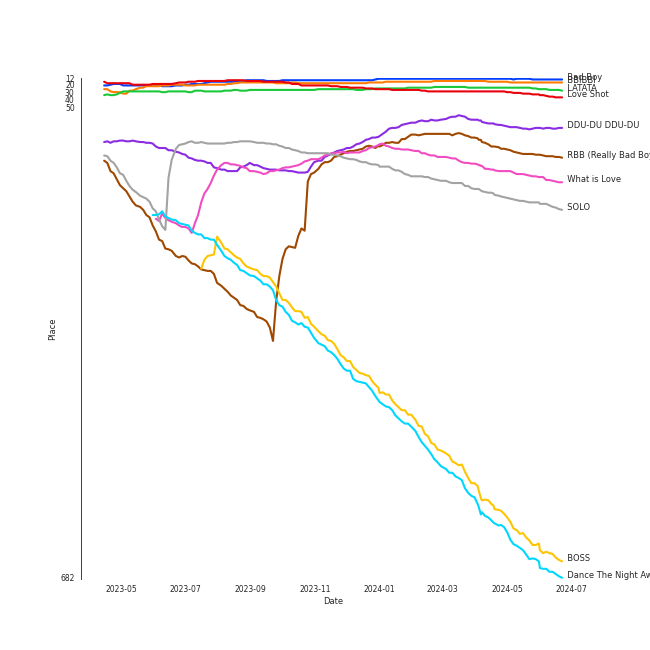 12
20
30
40
50
682
Place
Bad Boy
BBIBBI
LATATA
Love Shot
DDU-DU DDU-DU
RBB (Really Bad Boy
What is Love
SOLO
BOSS
Dance The Night Aw
2023-05 2023-07 2023-09 2023-11 2024-01 2024-03 2024-05 2024-07
Date